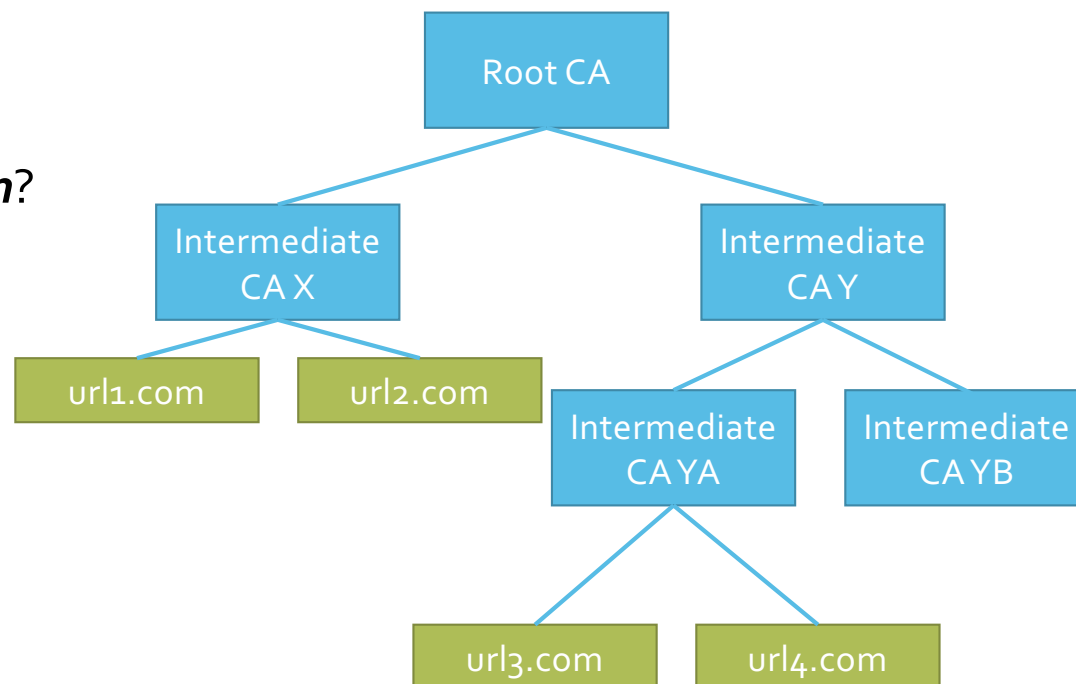 Root CA
n?
Intermediate
CA X
Intermediate
CA Y
url1.com
url2.com
Intermediate
CA YA
Intermediate
CA YB
url3.com
url4.com